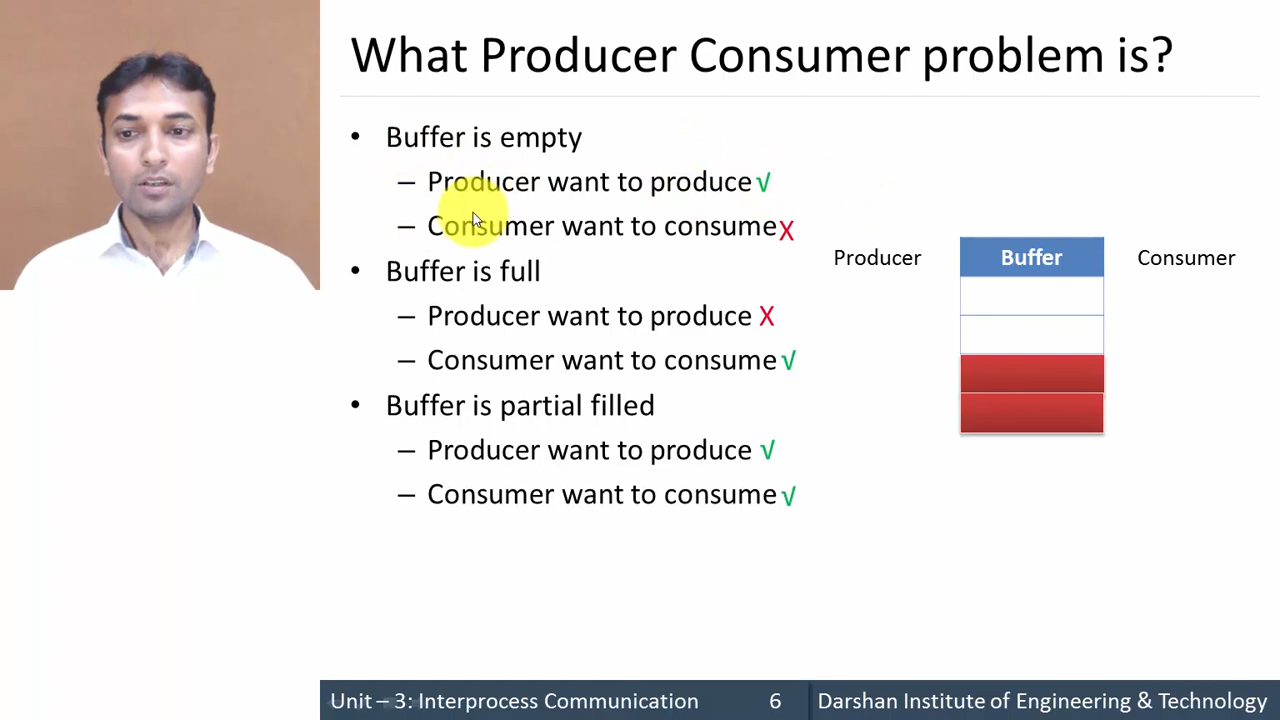 What Producer Consumer problem is?
• Buffer is empty
– Producer want to produce √
– Consumer want to consume X
• Buffer is full
– Producer want to produce X
– Consumer want to consume √
• Buffer is partial filled
– Producer want to produce √
– Consumer want to consume √
Producer
Buffer
Consumer
Unit – 3: Interprocess Communication
6
Darshan Institute of Engineering & Technology